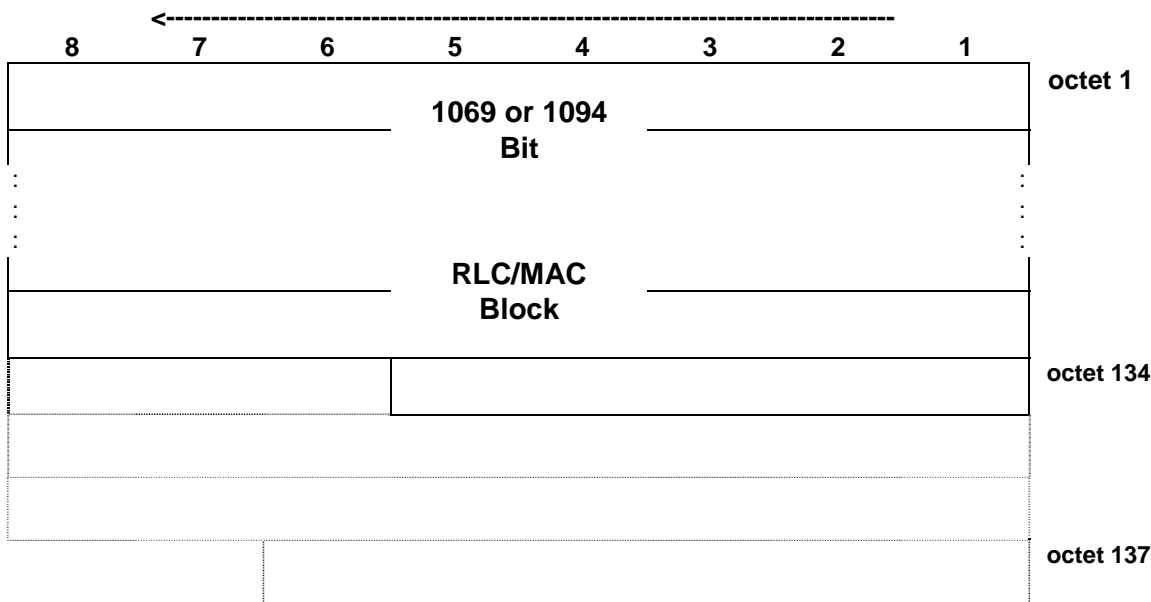 <---------------------------------------------------------------------------------
8 7 6 5 4 3 2 1
octet 1
1069 or 1094
Bit
: :
: :
: :
RLC/MAC
Block
octet 134
octet 137